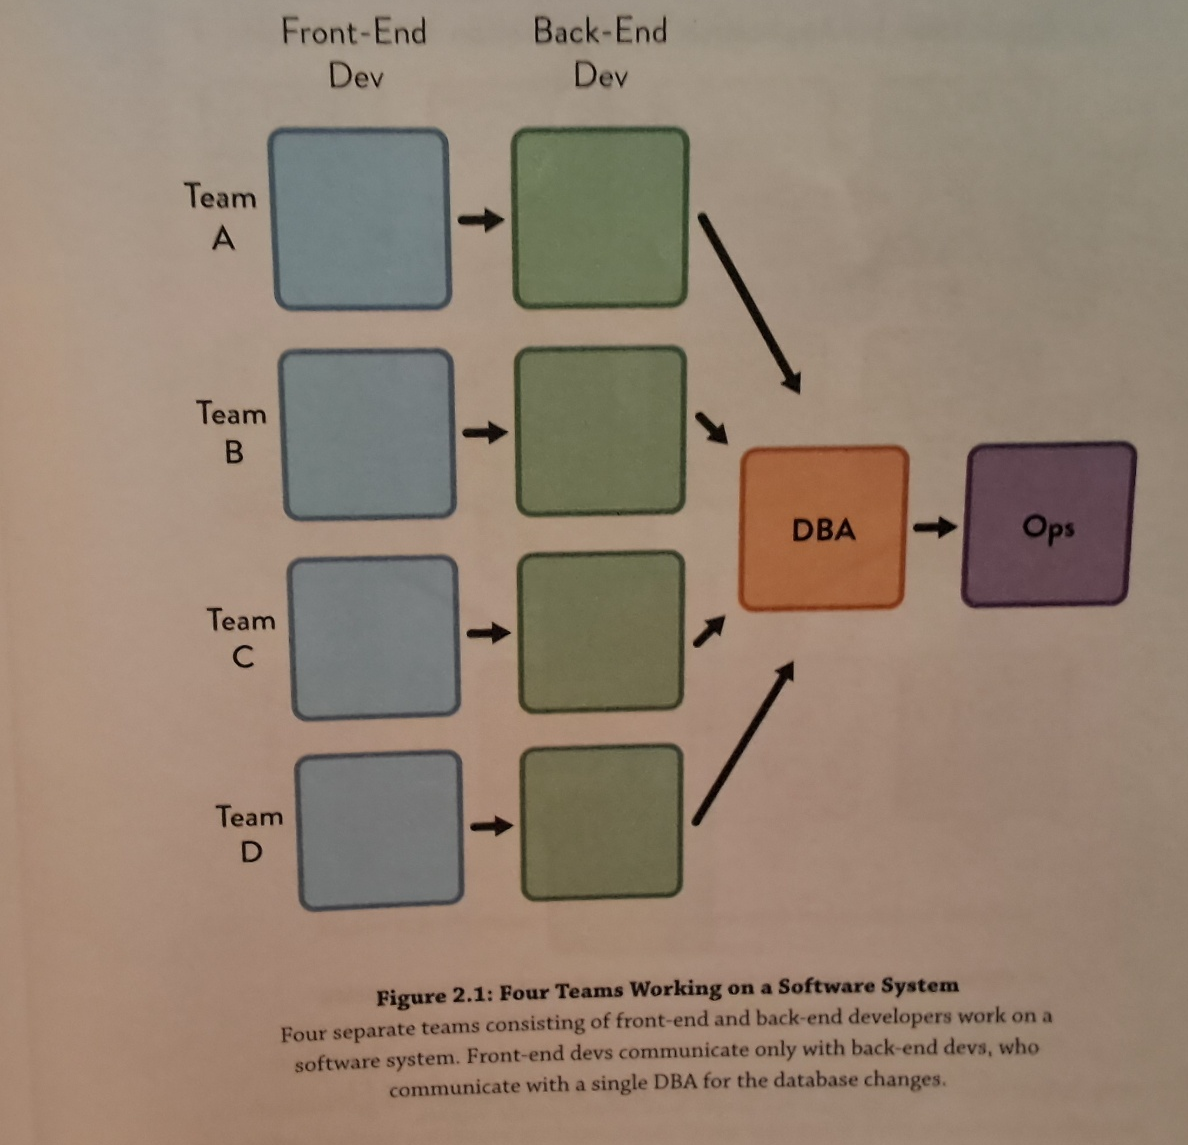 Front-End
Dev
Back-End
Dev
Team
A
Team
B
DBA
Ops
Team
C
Team
D
Figure 2.1: Four Teams Working on a Software System
Four separate teams consisting of front-end and back-end developers work on a
software system. Front-end devs communicate only with back-end devs, who
communicate with a single DBA for the database changes.